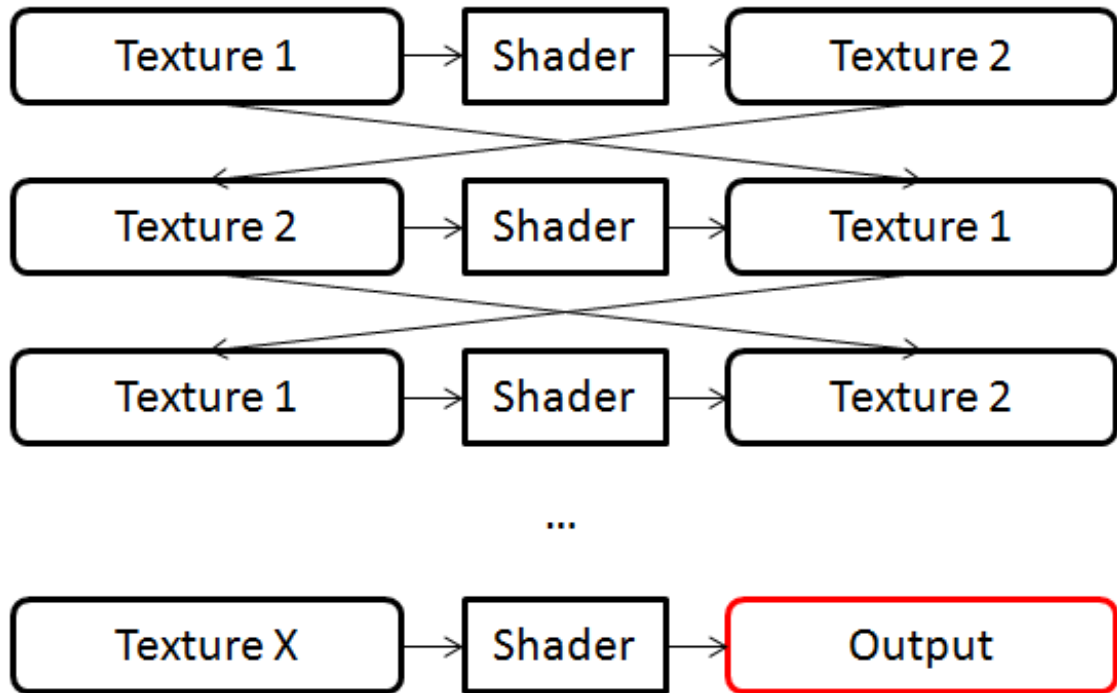 Texture 1 Shader Texture 2
Texture 2 Shader Texture 1
Texture 1 Shader Texture 2
...
Texture X Shader Output